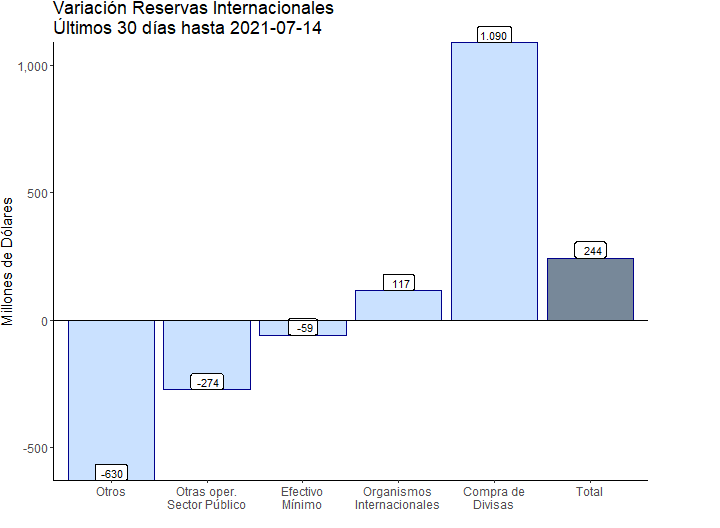 Variación Reservas Internacionales
Últimos 30 días hasta 2021-07-14
Millones de Dólares
1,000
500
0
-500
-630
-274
-59
117
1.090
244
Otros
Otras oper.
Sector Público
Efectivo
Mínimo
Organismos
Internacionales
Compra de
Divisas
Total